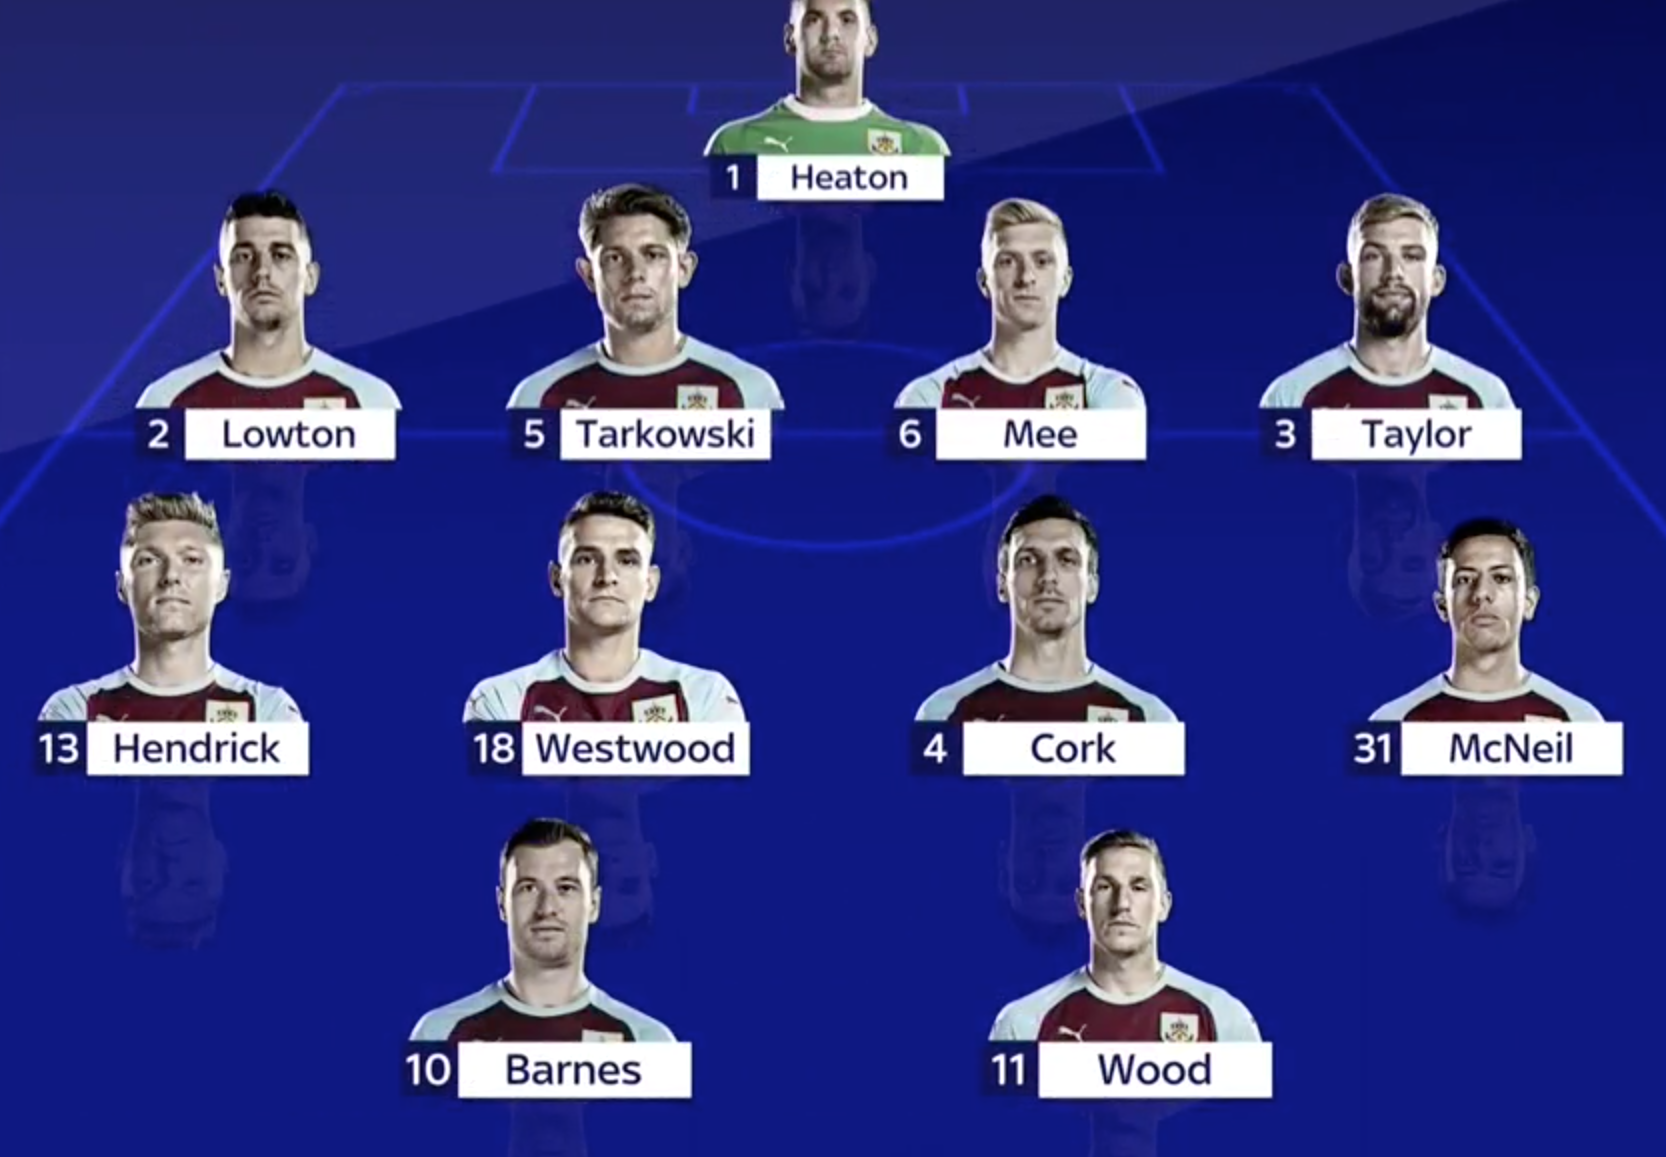 1 Heaton
2 Lowton
5 Tarkowski
6 Mee
3 Taylor
13 Hendrick
18 Westwood
4 Cork
31 McNeil
10 Barnes
11 Wood